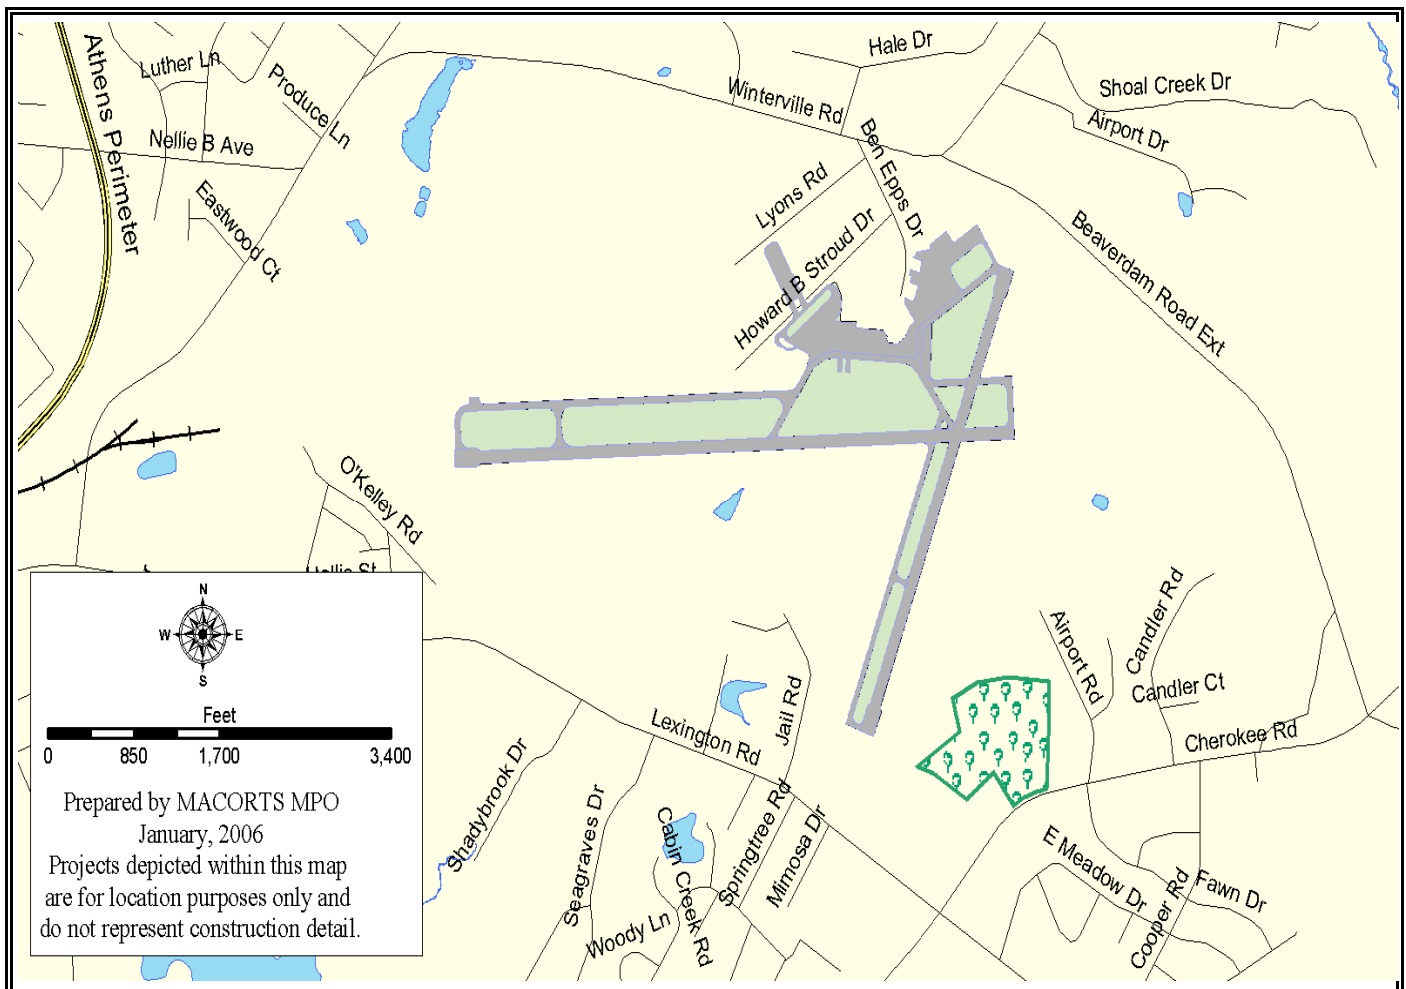 Athens Perimeter
Luther Ln
Produce Ln
Nellie B Ave
Eastwood Ct
Hale Dr
Winterville Rd
Shoal Creek Dr
Airport Dr
Ben Epps Dr
Lyons Rd
Howard B Stroud Dr
Beaverdam Road Ext
O'Kelley Rd
Hollis St
Candler Rd
Airport Rd
Candler Ct
Cherokee Rd
Jail Rd
Lexington Rd
Shadybrook Dr
Seagraves Dr
Cabin Creek Rd
Springtree Rd
Mimosa Dr
Woody Ln
E Meadow Dr
Fawn Dr
Cooper Rd
N
W E
S
Feet
0 850 1,700 3,400
Prepared by MACORTS MPO
January, 2006
Projects depicted within this map
are for location purposes only and
do not represent construction detail.